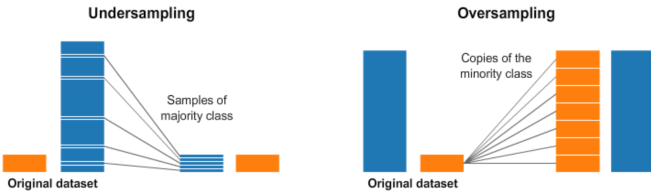 Undersampling
Samples of
majority class
Original dataset
Oversampling
Copies of the
minority class
Original dataset